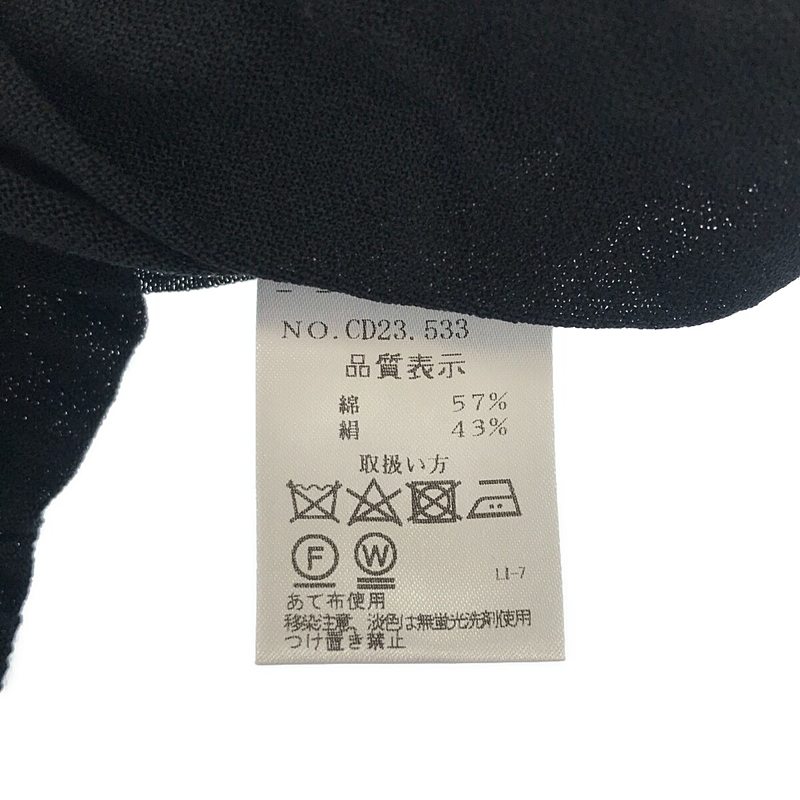 NO.CD23.533
品質表示
綿 57%
絹 43%
取扱い方
F W
LI-7
あて布使用
移染注意、淡色は無蛍光洗剤使用
つけ置き禁止